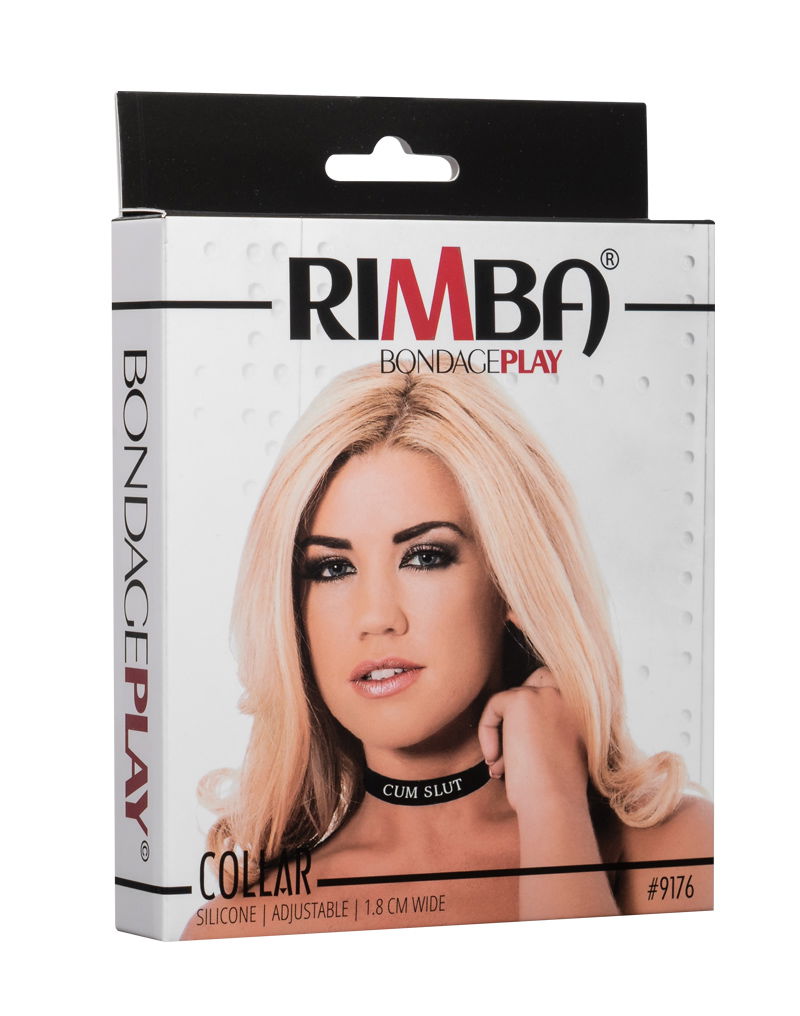 RIMBA®
BONDAGEPLAY
BONDAGEPLAY©
CUM SLUT
COLLAR
SILICONE | ADJUSTABLE | 1.8 CM WIDE
#9176